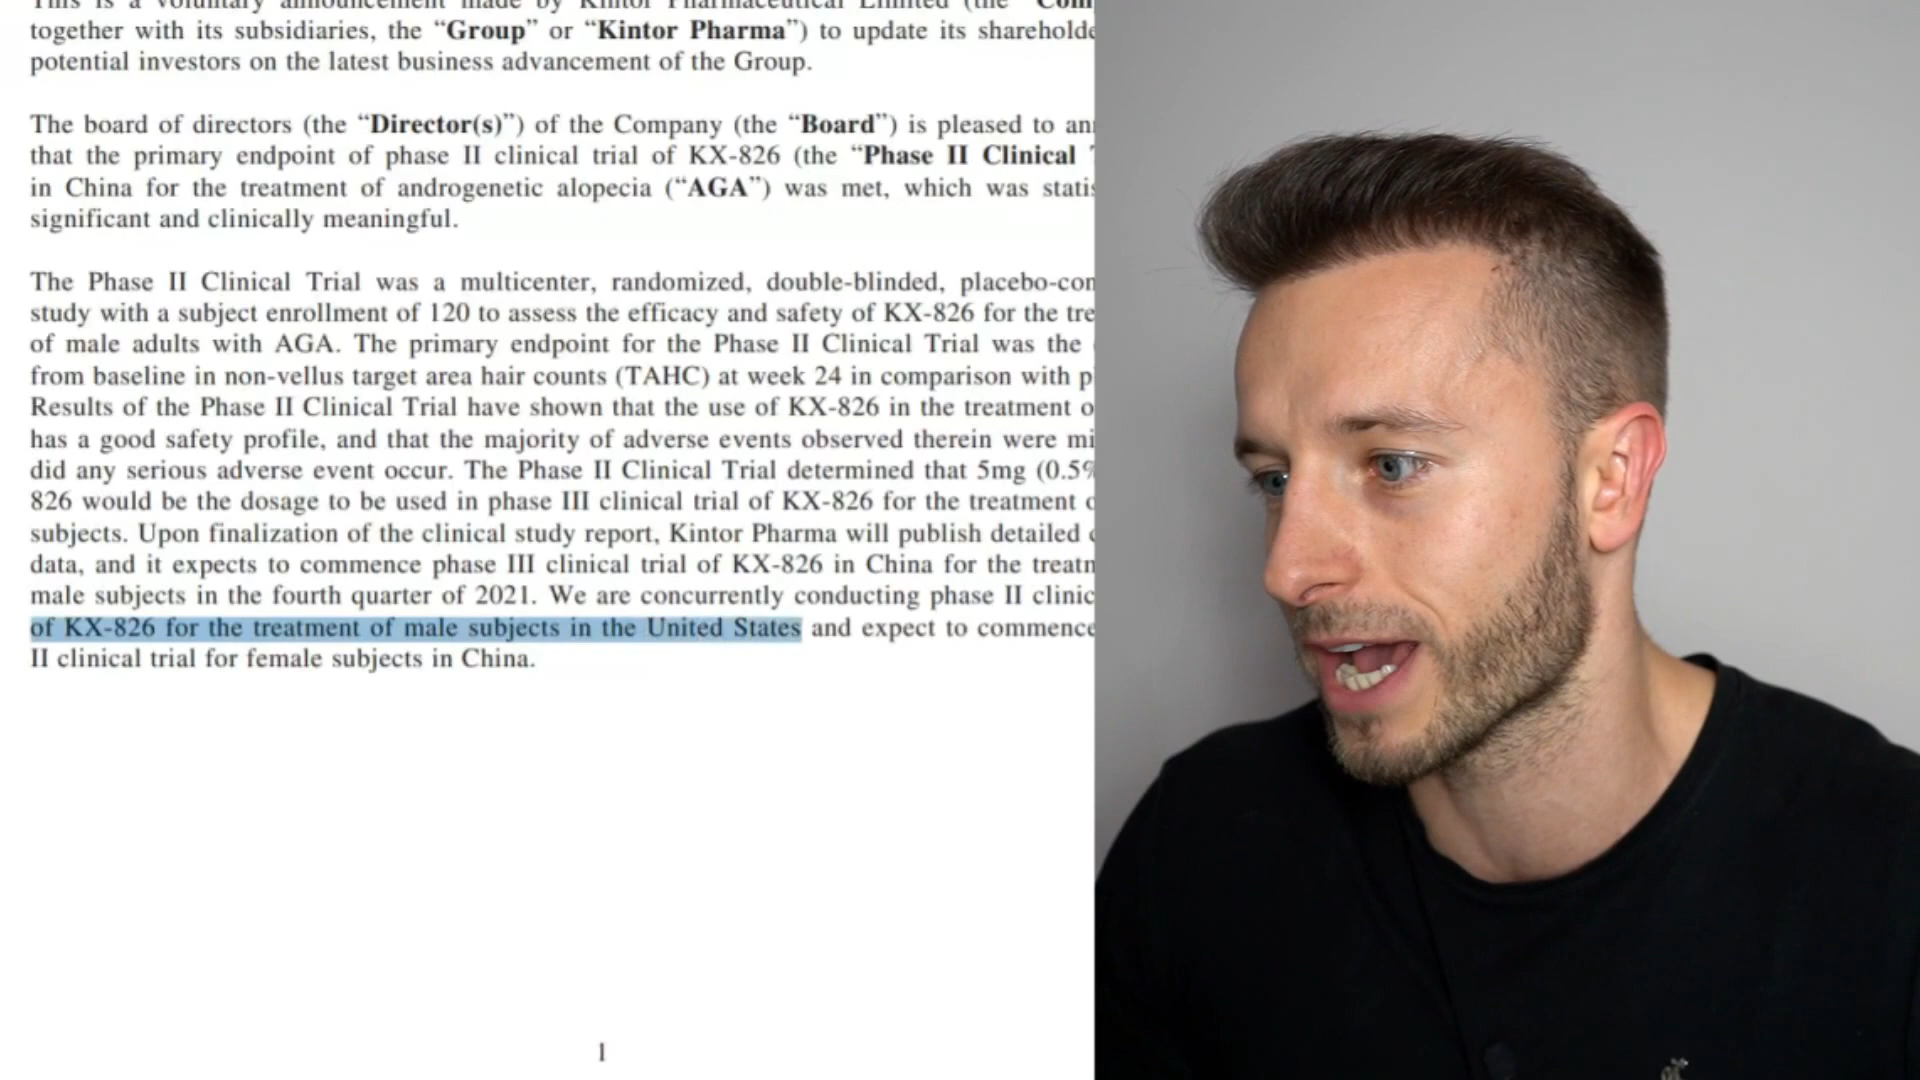 This is a voluntary announcement made by Kintor Pharmaceutical Limited (the “Com
together with its subsidiaries, the “Group” or “Kintor Pharma”) to update its
potential investors on the latest business advancement of the Group.
The board of directors (the “Director(s)”) of the Company (the “Board”) is pleased to
that the primary endpoint of phase II clinical trial of KX-826 (the “Phase II Clinical
in China for the treatment of androgenetic alopecia (“AGA”) was met, which was
significant and clinically meaningful.
The Phase II Clinical Trial was a multicenter, randomized, double-blinded,
study with a subject enrollment of 120 to assess the efficacy and safety of KX-826 for the
of male adults with AGA. The primary endpoint for the Phase II Clinical Trial was the
from baseline in non-vellus target area hair counts (TAHC) at week 24 in comparison with
Results of the Phase II Clinical Trial have shown that the use of KX-826 in the treatment
has a good safety profile, and that the majority of adverse events observed therein were
did any serious adverse event occur. The Phase II Clinical Trial determined that 5mg
826 would be the dosage to be used in phase III clinical trial of KX-826 for the treatment
subjects. Upon finalization of the clinical study report, Kintor Pharma will publish detailed
data, and it expects to commence phase III clinical trial of KX-826 in China for the
male subjects in the fourth quarter of 2021. We are concurrently conducting phase II
of KX-826 for the treatment of male subjects in the United States and expect to commence
II clinical trial for female subjects in China.
1